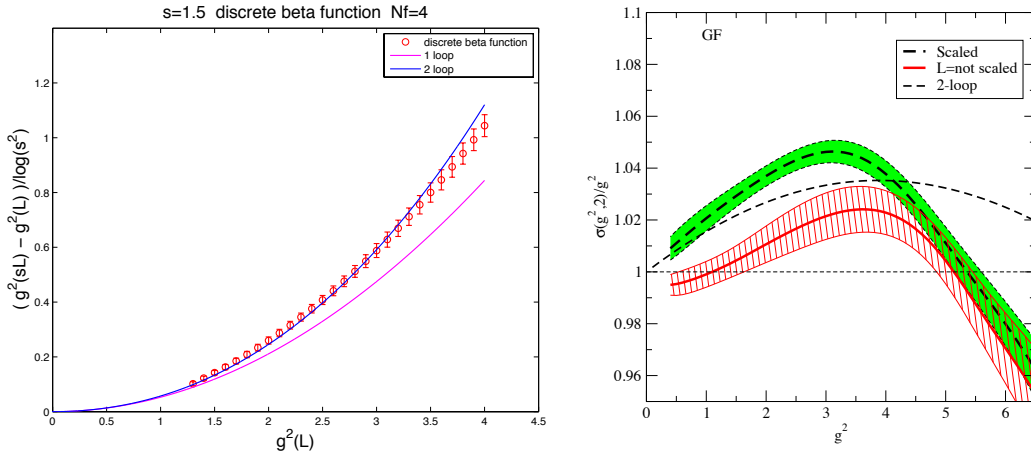 s=1.5 discrete beta function Nf=4
discrete beta function
1 loop
2 loop
1.2
1
0.8
0.6
0.4
0.2
0
( g²(sL) – g²(L) )/log(s²)
0 0.5 1 1.5 2 2.5 3 3.5 4 4.5
g²(L)
GF
Scaled
L=not scaled
2-loop
1.1
1.08
1.06
1.04
1.02
1
0.98
0.96
σ(g²,2)/g²
0 1 2 3 4 5 6
g²